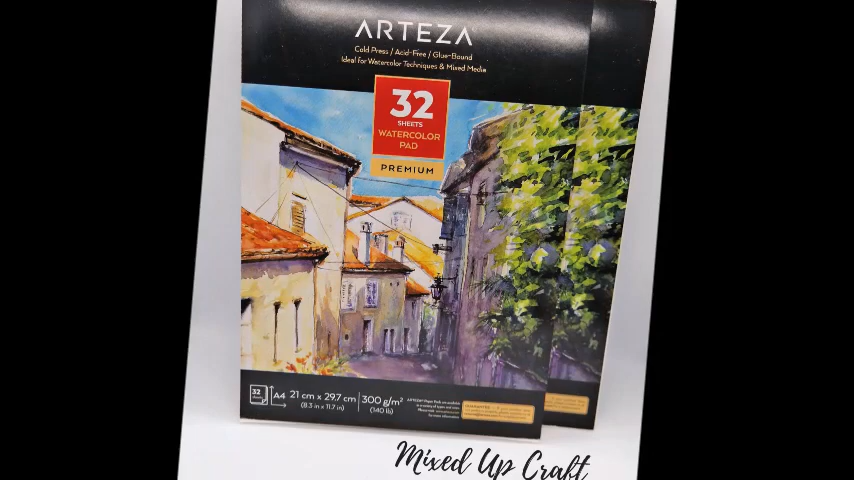 ARTEZA
Cold Press / Acid-Free / Glue-Bound
Ideal for Watercolor Techniques & Mixed Media
32
SHEETS
WATERCOLOR
PAD
PREMIUM
32
sheets
A4
21 cm x 29.7 cm
(8.3 in x 11.7 in)
300 g/m²
(140 lb)
Mixed Up Craft